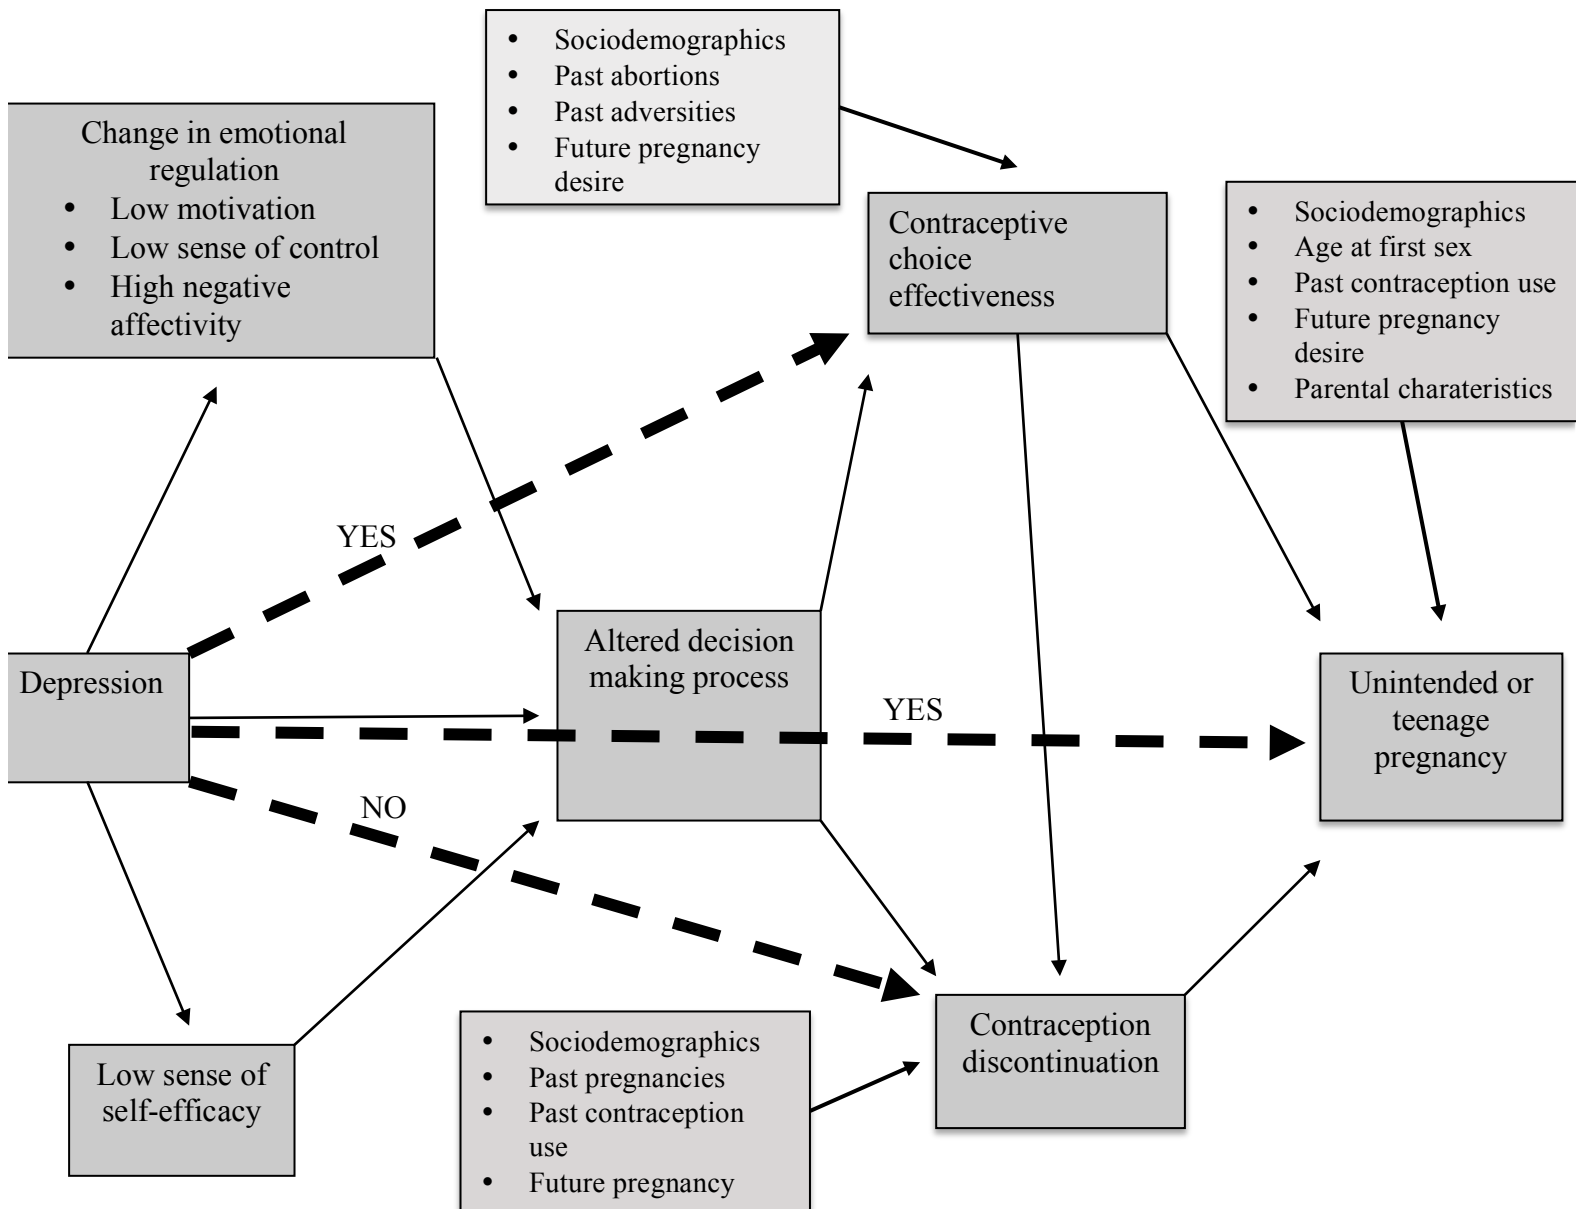 • Sociodemographics
• Past abortions
• Past adversities
• Future pregnancy
desire
Change in emotional
regulation
• Low motivation
• Low sense of control
• High negative
affectivity
Contraceptive
choice
effectiveness
• Sociodemographics
• Age at first sex
• Past contraception use
• Future pregnancy
desire
• Parental charateristics
YES
Depression
Altered decision
making process
YES
Unintended or
teenage
pregnancy
NO
Low sense of
self-efficacy
• Sociodemographics
• Past pregnancies
• Past contraception
use
• Future pregnancy
Contraception
discontinuation